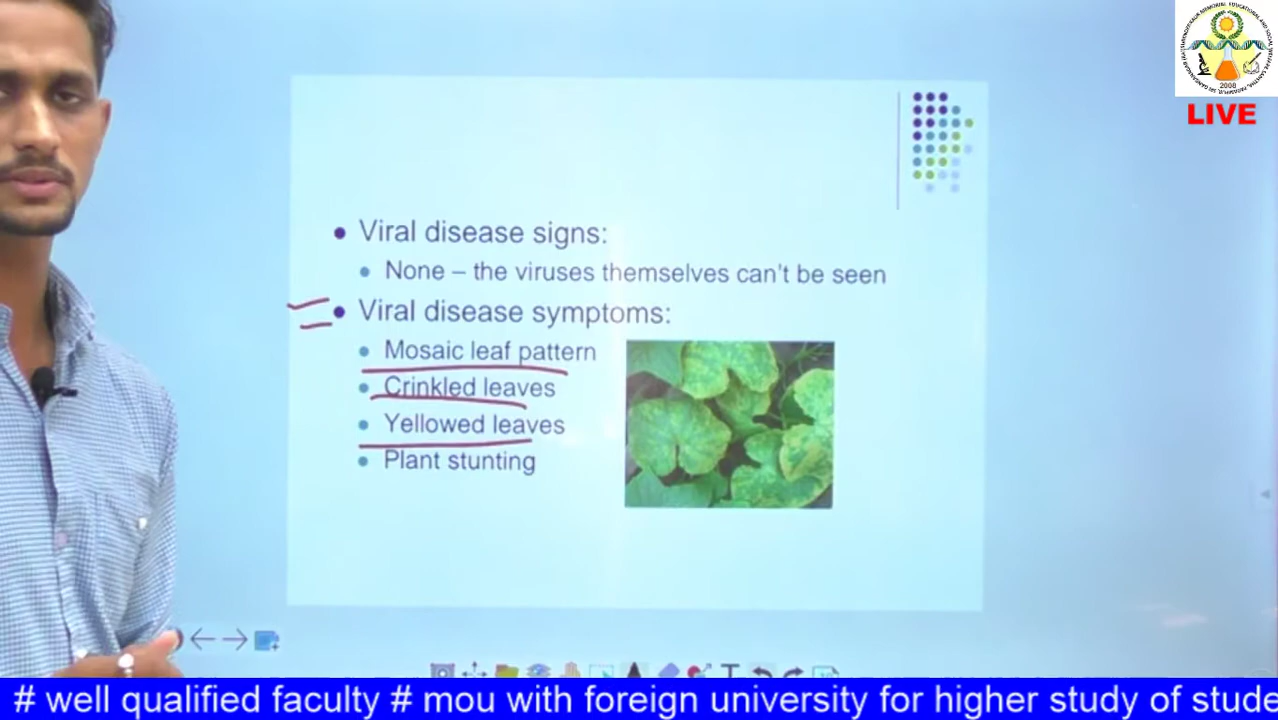 2008
LIVE
Viral disease signs:
None – the viruses themselves can't be seen
Viral disease symptoms:
Mosaic leaf pattern
Crinkled leaves
Yellowed leaves
Plant stunting
# well qualified faculty # mou with foreign university for higher study of stude